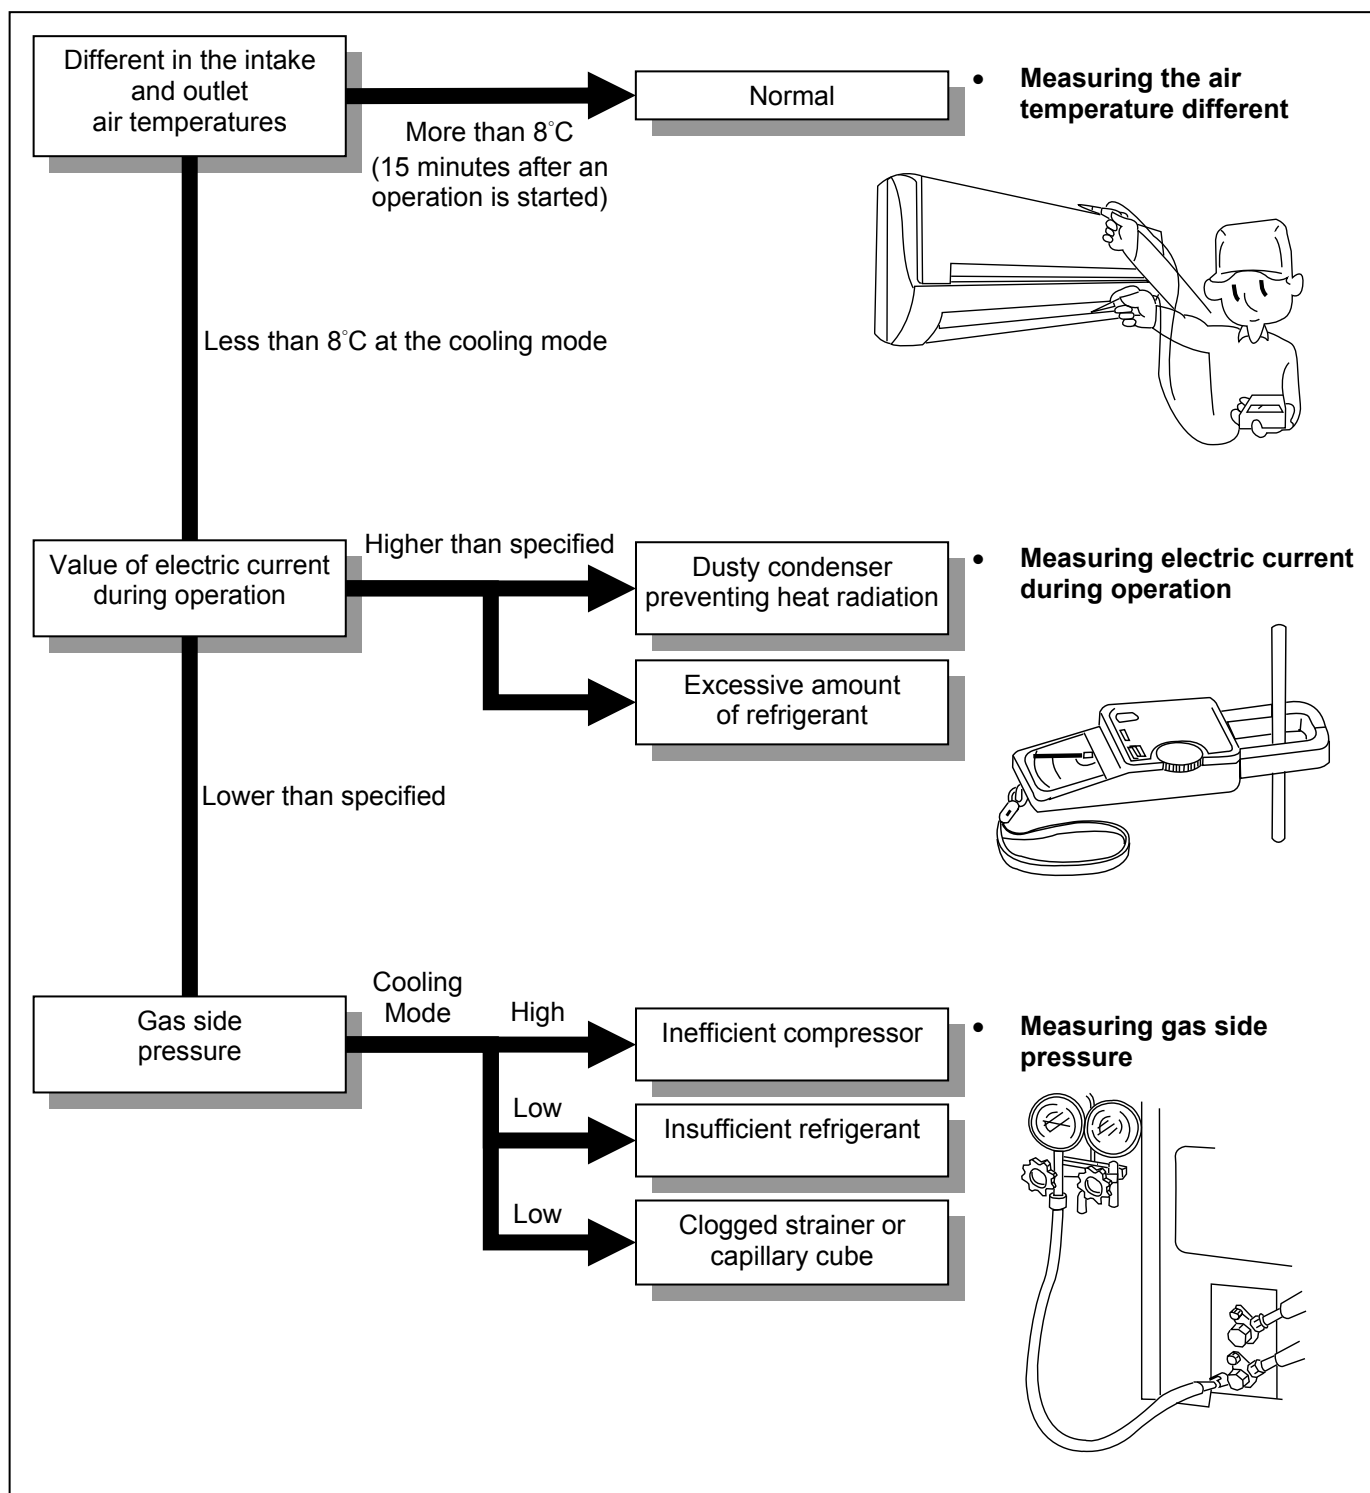 Different in the intake
and outlet
air temperatures
Normal
More than 8°C
(15 minutes after an
operation is started)
• Measuring the air
temperature different
Less than 8°C at the cooling mode
Value of electric current
during operation
Higher than specified
Dusty condenser
preventing heat radiation
Excessive amount
of refrigerant
• Measuring electric current
during operation
Lower than specified
Gas side
pressure
Cooling
Mode
High
Inefficient compressor
Low
Insufficient refrigerant
Low
Clogged strainer or
capillary cube
• Measuring gas side
pressure